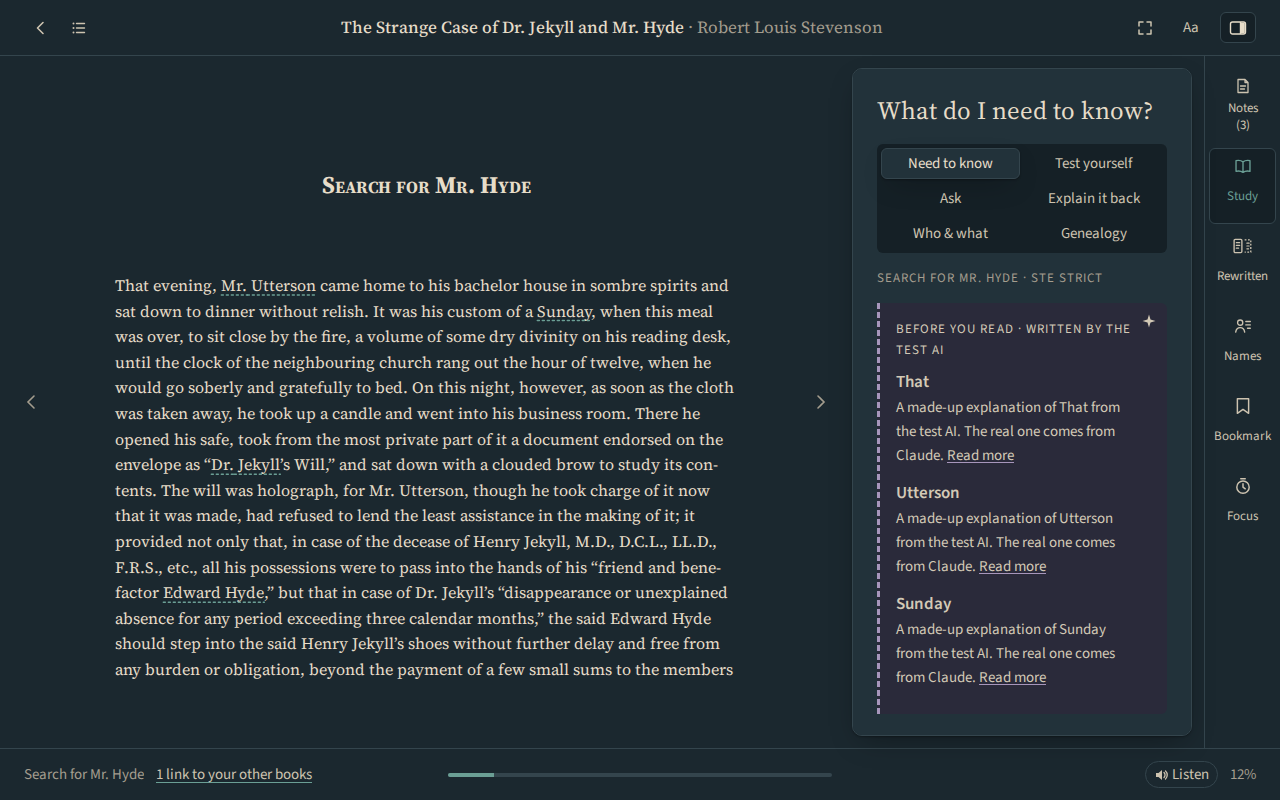 The Strange Case of Dr. Jekyll and Mr. Hyde · Robert Louis Stevenson
Aa
Search for Mr. Hyde
That evening, Mr. Utterson came home to his bachelor house in sombre spirits and
sat down to dinner without relish. It was his custom of a Sunday, when this meal
was over, to sit close by the fire, a volume of some dry divinity on his reading desk,
until the clock of the neighbouring church rang out the hour of twelve, when he
would go soberly and gratefully to bed. On this night, however, as soon as the cloth
was taken away, he took up a candle and went into his business room. There he
opened his safe, took from the most private part of it a document endorsed on the
envelope as “Dr. Jekyll’s Will,” and sat down with a clouded brow to study its con-
tents. The will was holograph, for Mr. Utterson, though he took charge of it now
that it was made, had refused to lend the least assistance in the making of it; it
provided not only that, in case of the decease of Henry Jekyll, M.D., D.C.L., LL.D.,
F.R.S., etc., all his possessions were to pass into the hands of his “friend and bene-
factor Edward Hyde,” but that in case of Dr. Jekyll’s “disappearance or unexplained
absence for any period exceeding three calendar months,” the said Edward Hyde
should step into the said Henry Jekyll’s shoes without further delay and free from
any burden or obligation, beyond the payment of a few small sums to the members
What do I need to know?
Need to know
Test yourself
Ask
Explain it back
Who & what
Genealogy
SEARCH FOR MR. HYDE · STE STRICT
BEFORE YOU READ · WRITTEN BY THE
TEST AI
That
A made-up explanation of That from
the test AI. The real one comes from
Claude. Read more
Utterson
A made-up explanation of Utterson
from the test AI. The real one comes
from Claude. Read more
Sunday
A made-up explanation of Sunday
from the test AI. The real one comes
from Claude. Read more
Notes
(3)
Study
Rewritten
Names
Bookmark
Focus
Search for Mr. Hyde
1 link to your other books
Listen
12%